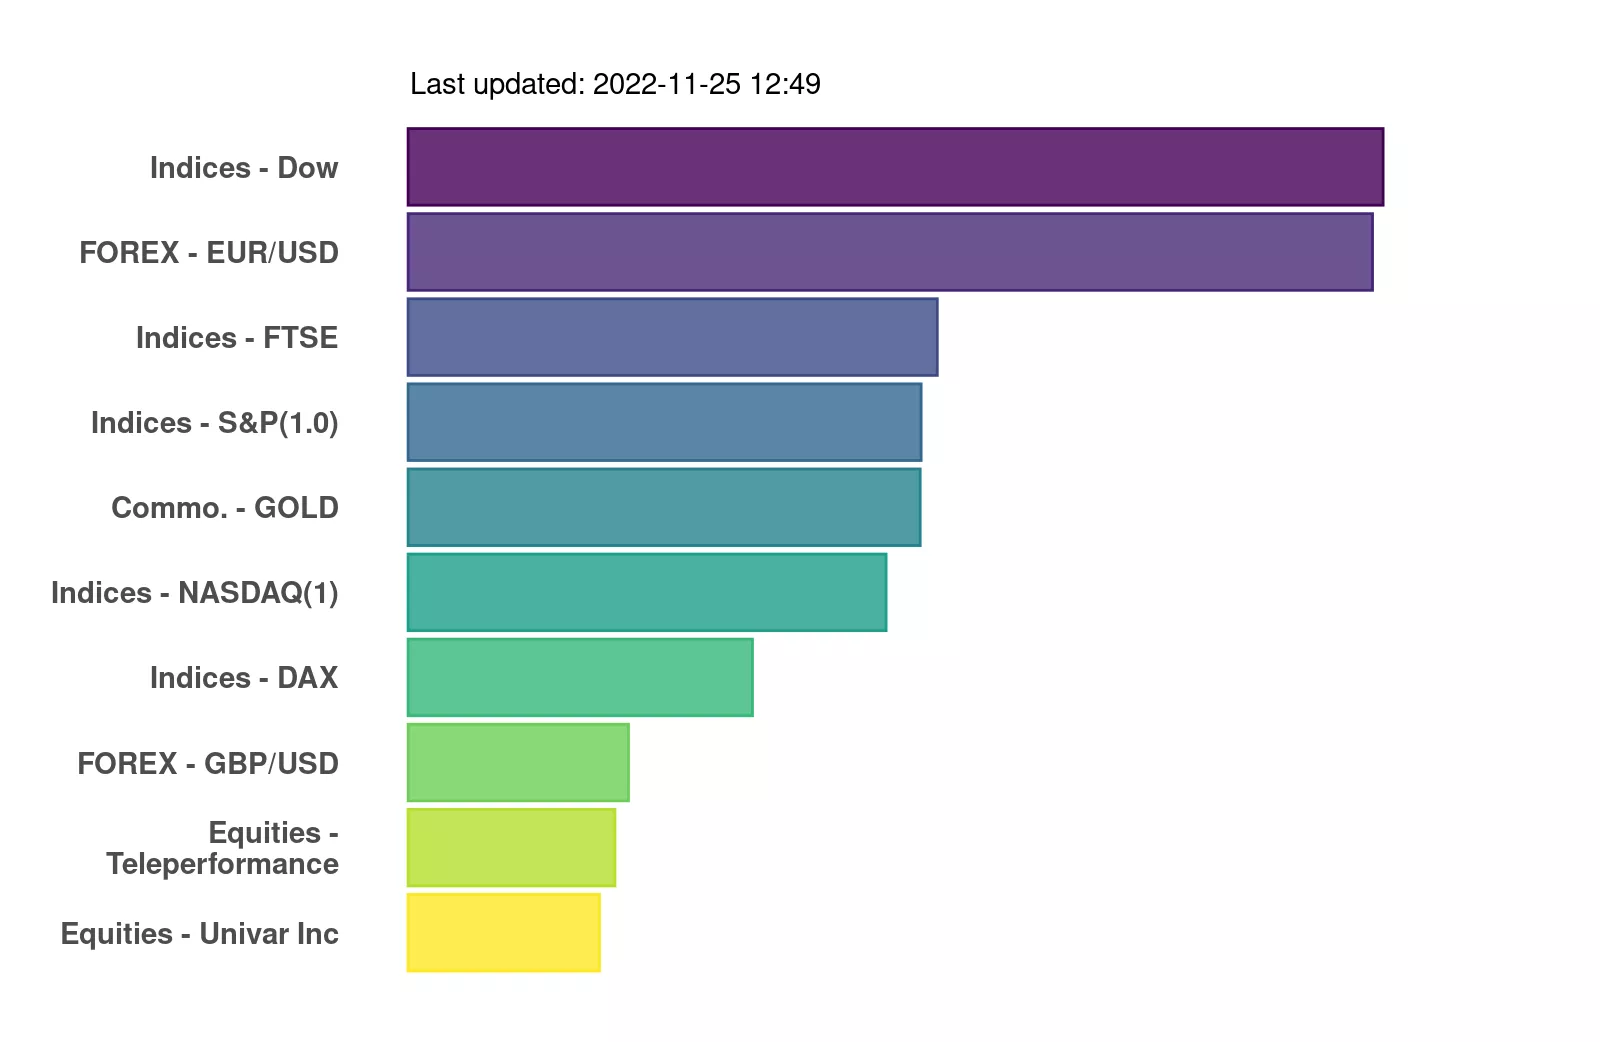 Last updated: 2022-11-25 12:49
Indices - Dow
FOREX - EUR/USD
Indices - FTSE
Indices - S&P(1.0)
Commo. - GOLD
Indices - NASDAQ(1)
Indices - DAX
FOREX - GBP/USD
Equities -
Teleperformance
Equities - Univar Inc